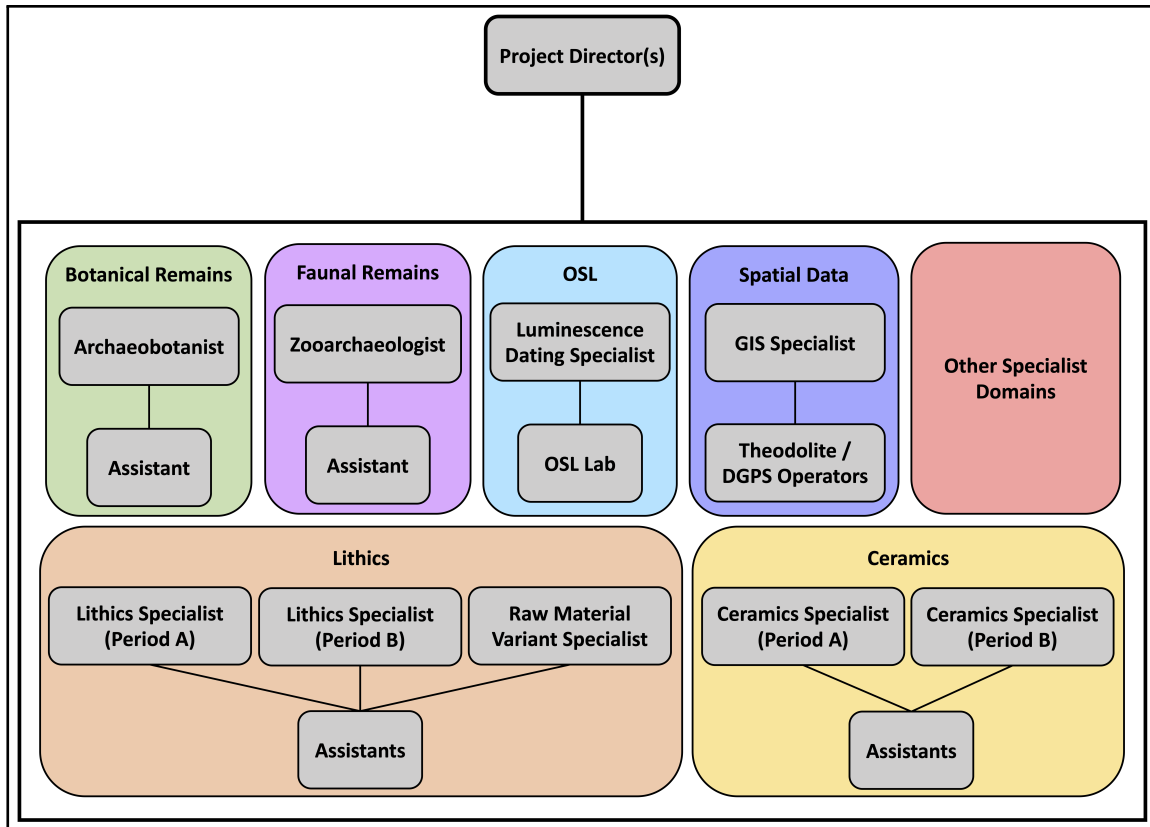 Project Director(s)
Botanical Remains
Archaeobotanist
Assistant
Faunal Remains
Zooarchaeologist
Assistant
OSL
Luminescence
Dating Specialist
OSL Lab
Spatial Data
GIS Specialist
Theodolite /
DGPS Operators
Other Specialist
Domains
Lithics
Lithics Specialist
(Period A)
Lithics Specialist
(Period B)
Raw Material
Variant Specialist
Assistants
Ceramics
Ceramics Specialist
(Period A)
Ceramics Specialist
(Period B)
Assistants